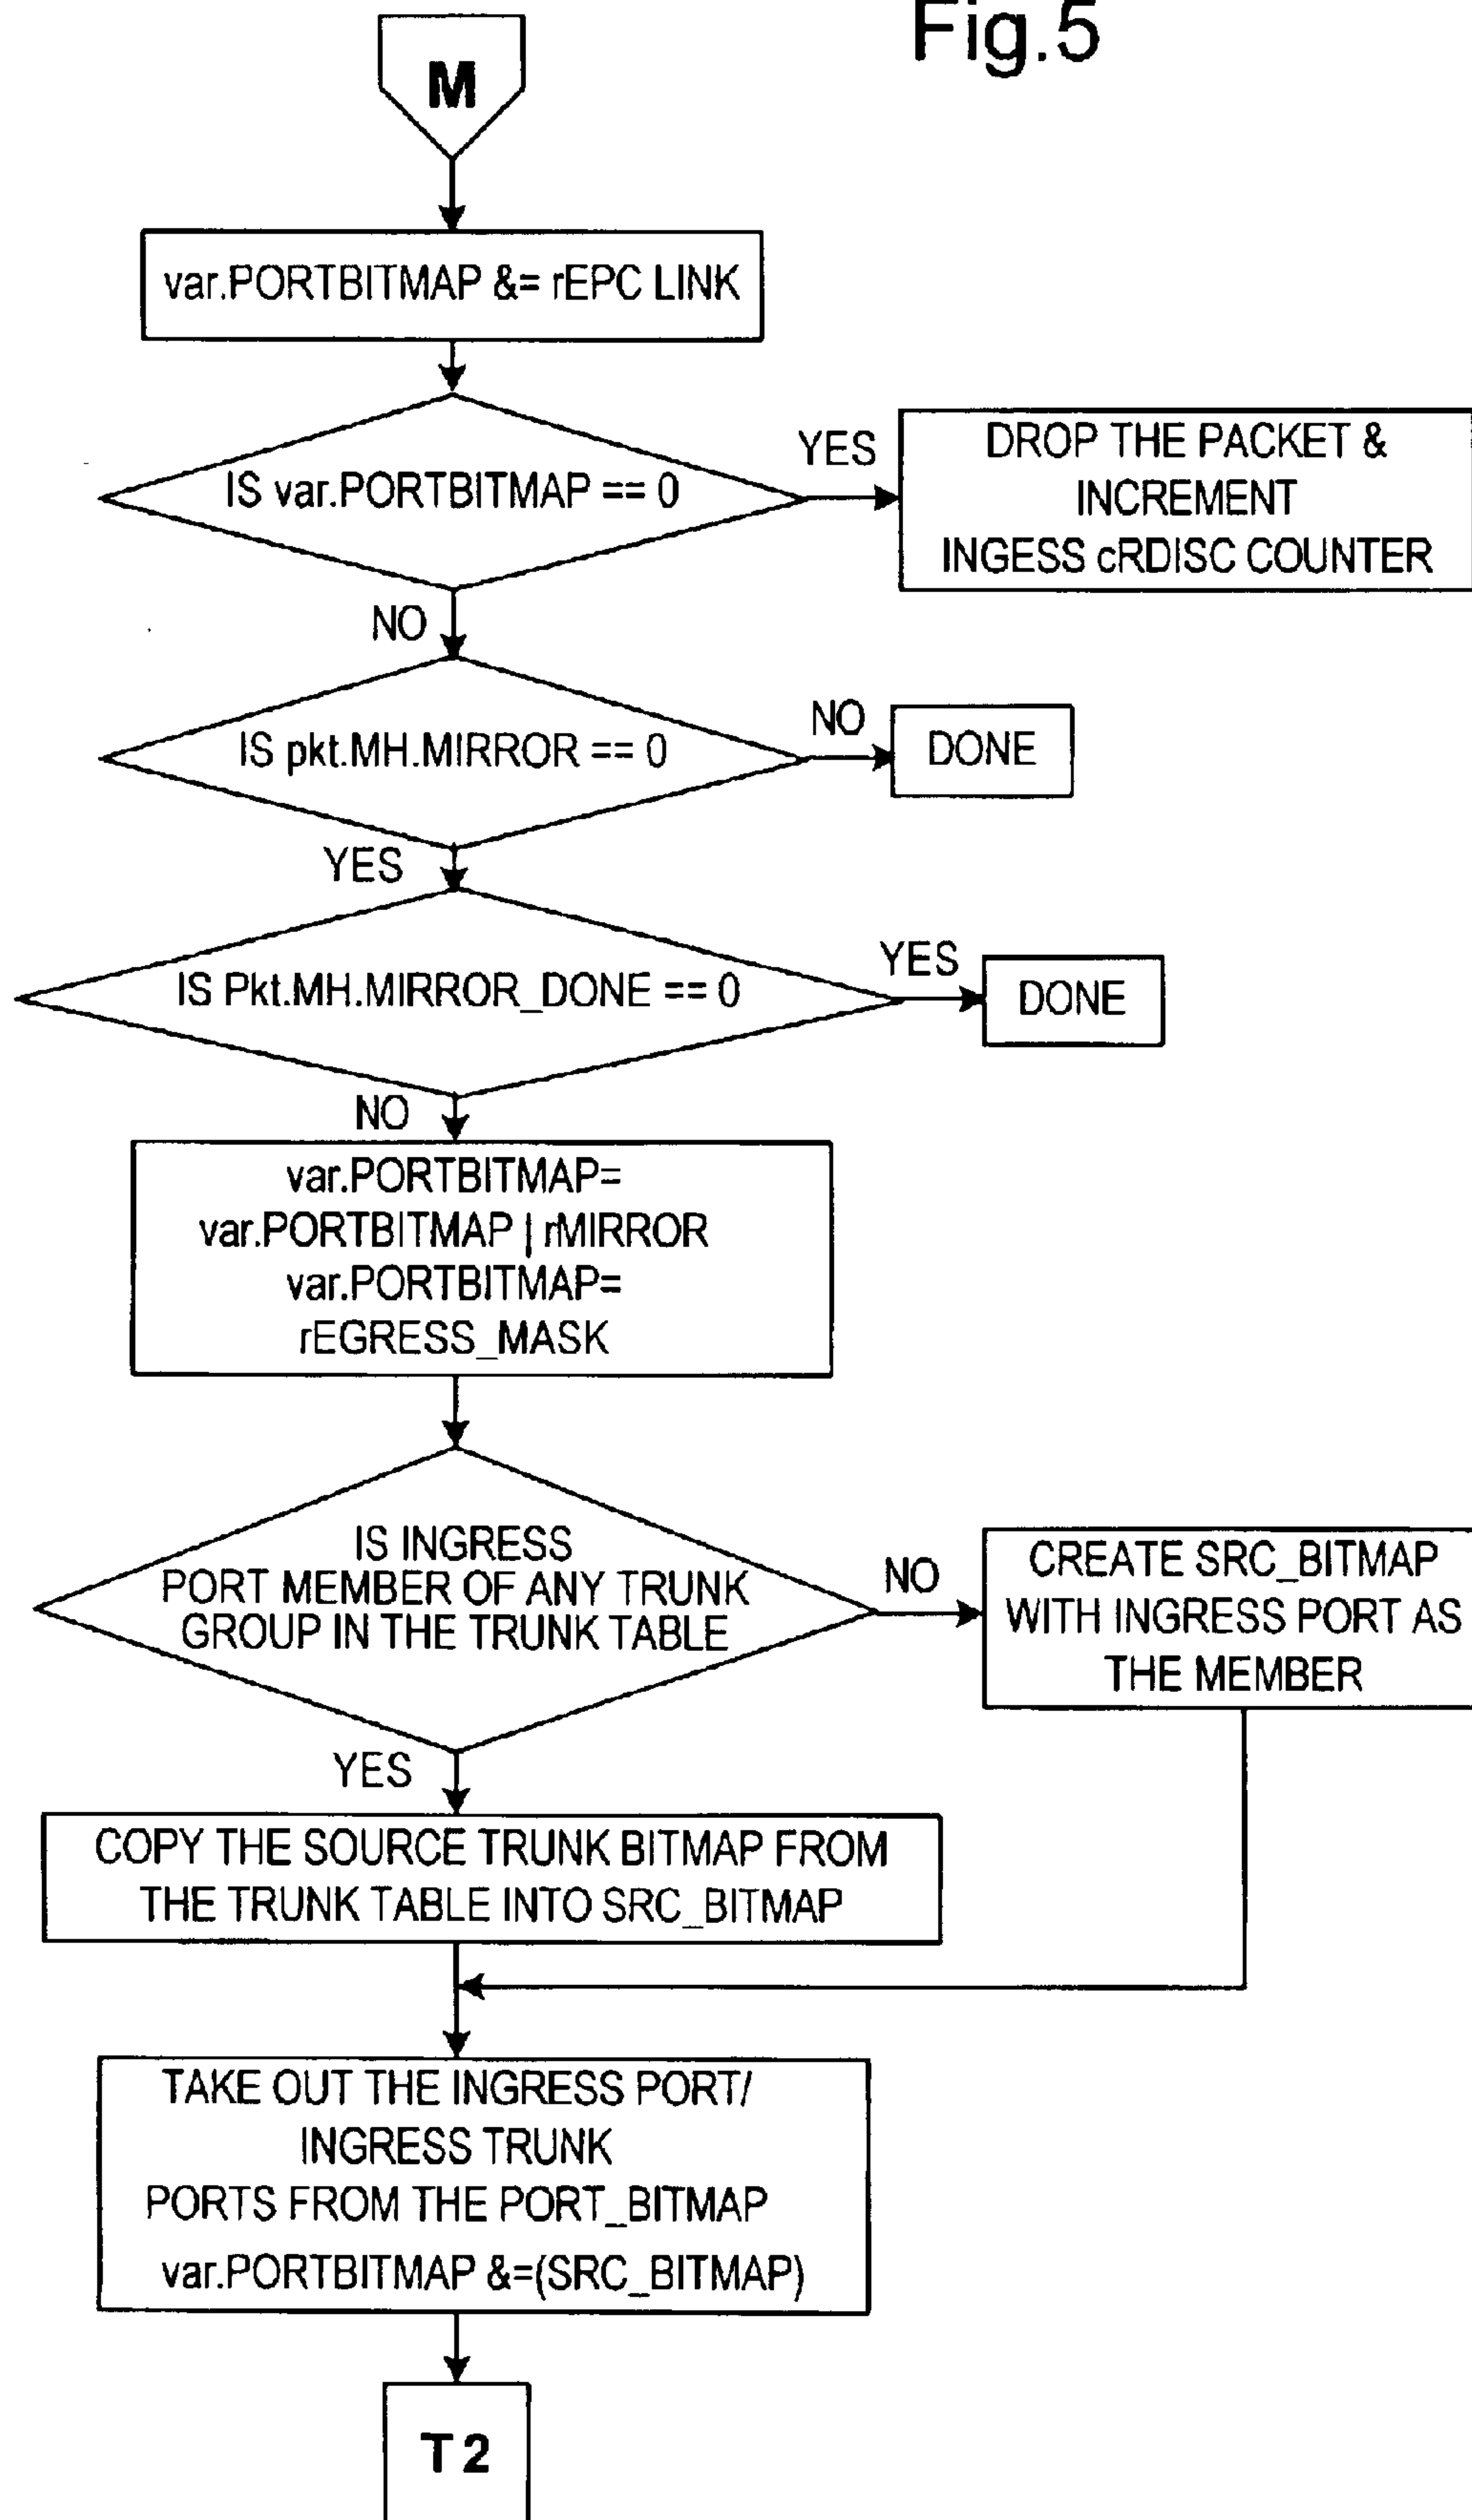 Fig.5
M
var.PORTBITMAP &= rEPC LINK
IS var.PORTBITMAP == 0
YES
DROP THE PACKET &
INCREMENT
INGESS cRDISC COUNTER
NO
IS pkt.MH.MIRROR == 0
NO
DONE
YES
IS Pkt.MH.MIRROR_DONE == 0
YES
DONE
NO
var.PORTBITMAP=
var.PORTBITMAP | rMIRROR
var.PORTBITMAP=
rEGRESS_MASK
IS INGRESS
PORT MEMBER OF ANY TRUNK
GROUP IN THE TRUNK TABLE
NO
CREATE SRC_BITMAP
WITH INGRESS PORT AS
THE MEMBER
YES
COPY THE SOURCE TRUNK BITMAP FROM
THE TRUNK TABLE INTO SRC_BITMAP
TAKE OUT THE INGRESS PORT/
INGRESS TRUNK
PORTS FROM THE PORT_BITMAP
var.PORTBITMAP &=(SRC_BITMAP)
T2